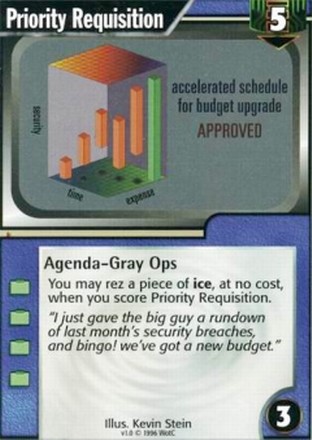 Priority Requisition
5
accelerated schedule
for budget upgrade
APPROVED
security
time
expense
Agenda-Gray Ops
You may rez a piece of ice, at no cost,
when you score Priority Requisition.
"I just gave the big guy a rundown
of last month's security breaches,
and bingo! we've got a new budget."
Illus. Kevin Stein
v1.0 © 1996 WotC
3